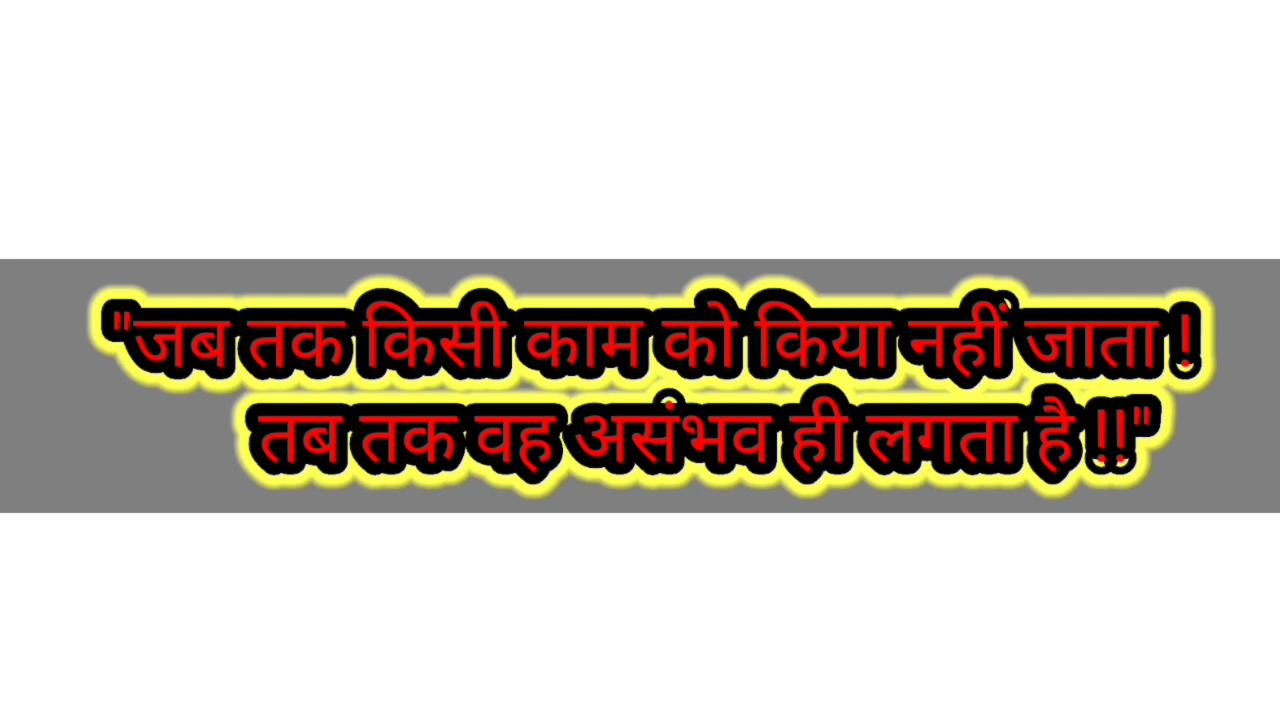 "जब तक किसी काम को किया नहीं जाता !
तब तक वह असंभव ही लगता है !!"